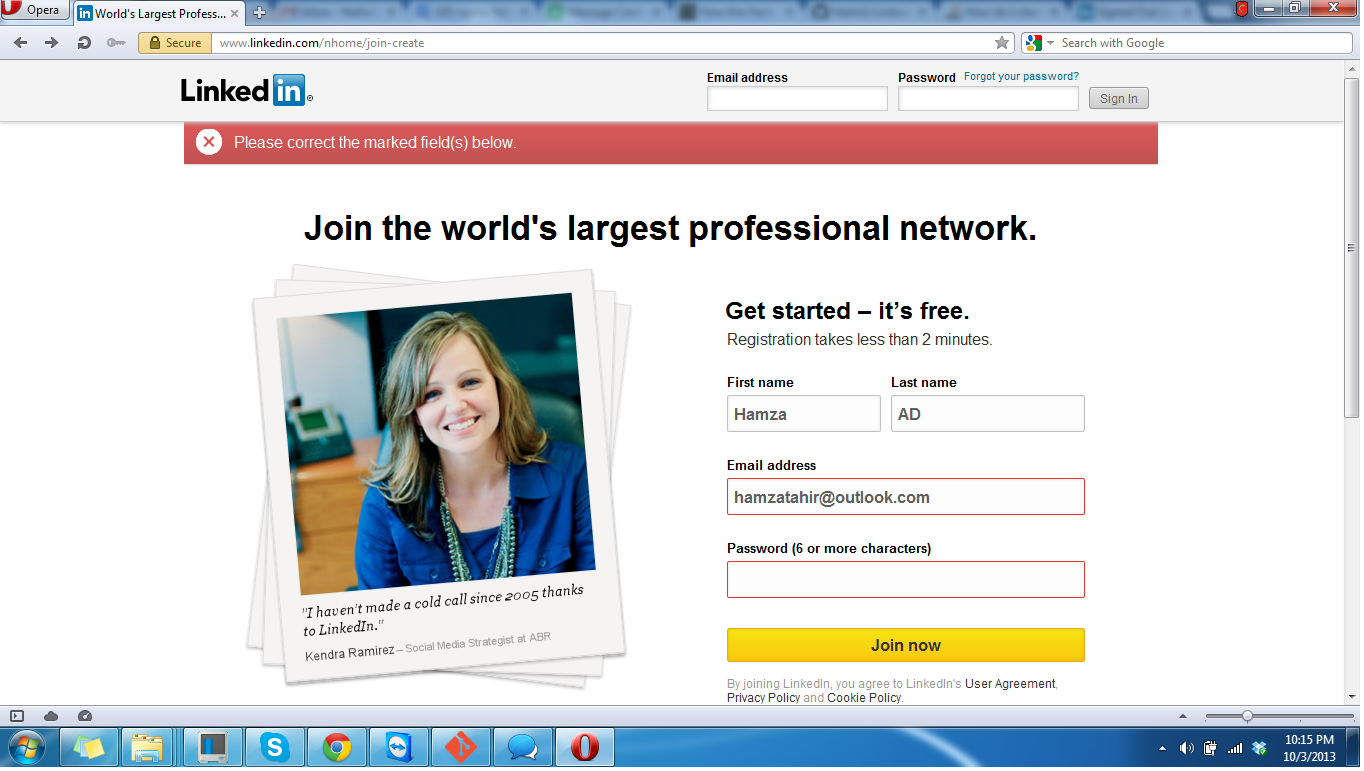 Opera
World's Largest Profess...
Secure
www.linkedin.com/nhome/join-create
Search with Google
Linked in
Email address
Password
Forgot your password?
Sign In
Please correct the marked field(s) below.
Join the world's largest professional network.
Get started – it's free.
Registration takes less than 2 minutes.
First name
Last name
Hamza
AD
Email address
hamzatahir@outlook.com
Password (6 or more characters)
Join now
By joining LinkedIn, you agree to LinkedIn's User Agreement,
Privacy Policy and Cookie Policy.
"I haven't made a cold call since 2005 thanks
to LinkedIn."
Kendra Ramirez – Social Media Strategist at ABR
10:15 PM
10/3/2013